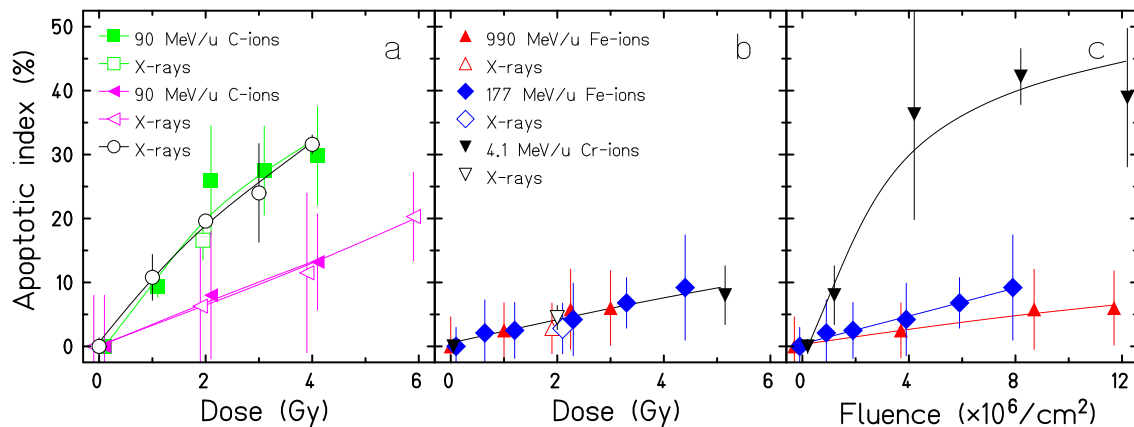 Apoptotic index (%)
50
40
30
20
10
0
a
90 MeV/u C-ions
X-rays
90 MeV/u C-ions
X-rays
X-rays
0 2 4 6
Dose (Gy)
b
990 MeV/u Fe-ions
X-rays
177 MeV/u Fe-ions
X-rays
4.1 MeV/u Cr-ions
X-rays
0 2 4 6
Dose (Gy)
c
0 4 8 12
Fluence (×10⁶/cm²)